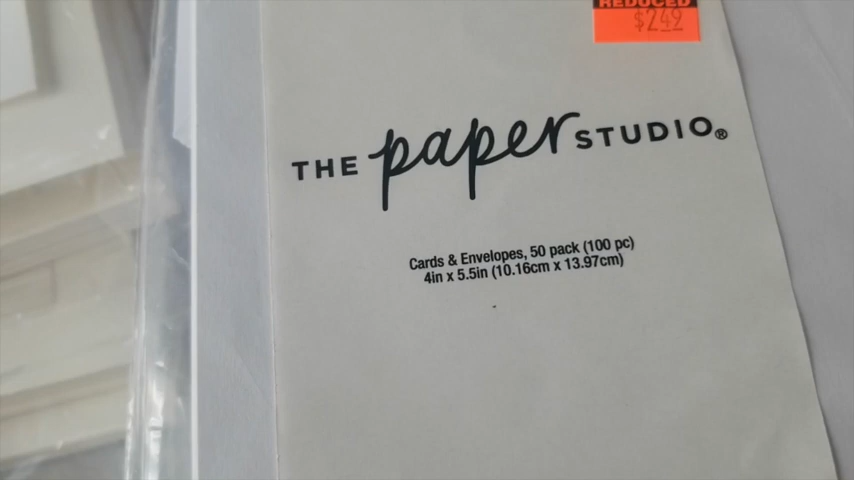 REDUCED
$2.49
THE paper STUDIO®
Cards & Envelopes, 50 pack (100 pc)
4in x 5.5in (10.16cm x 13.97cm)